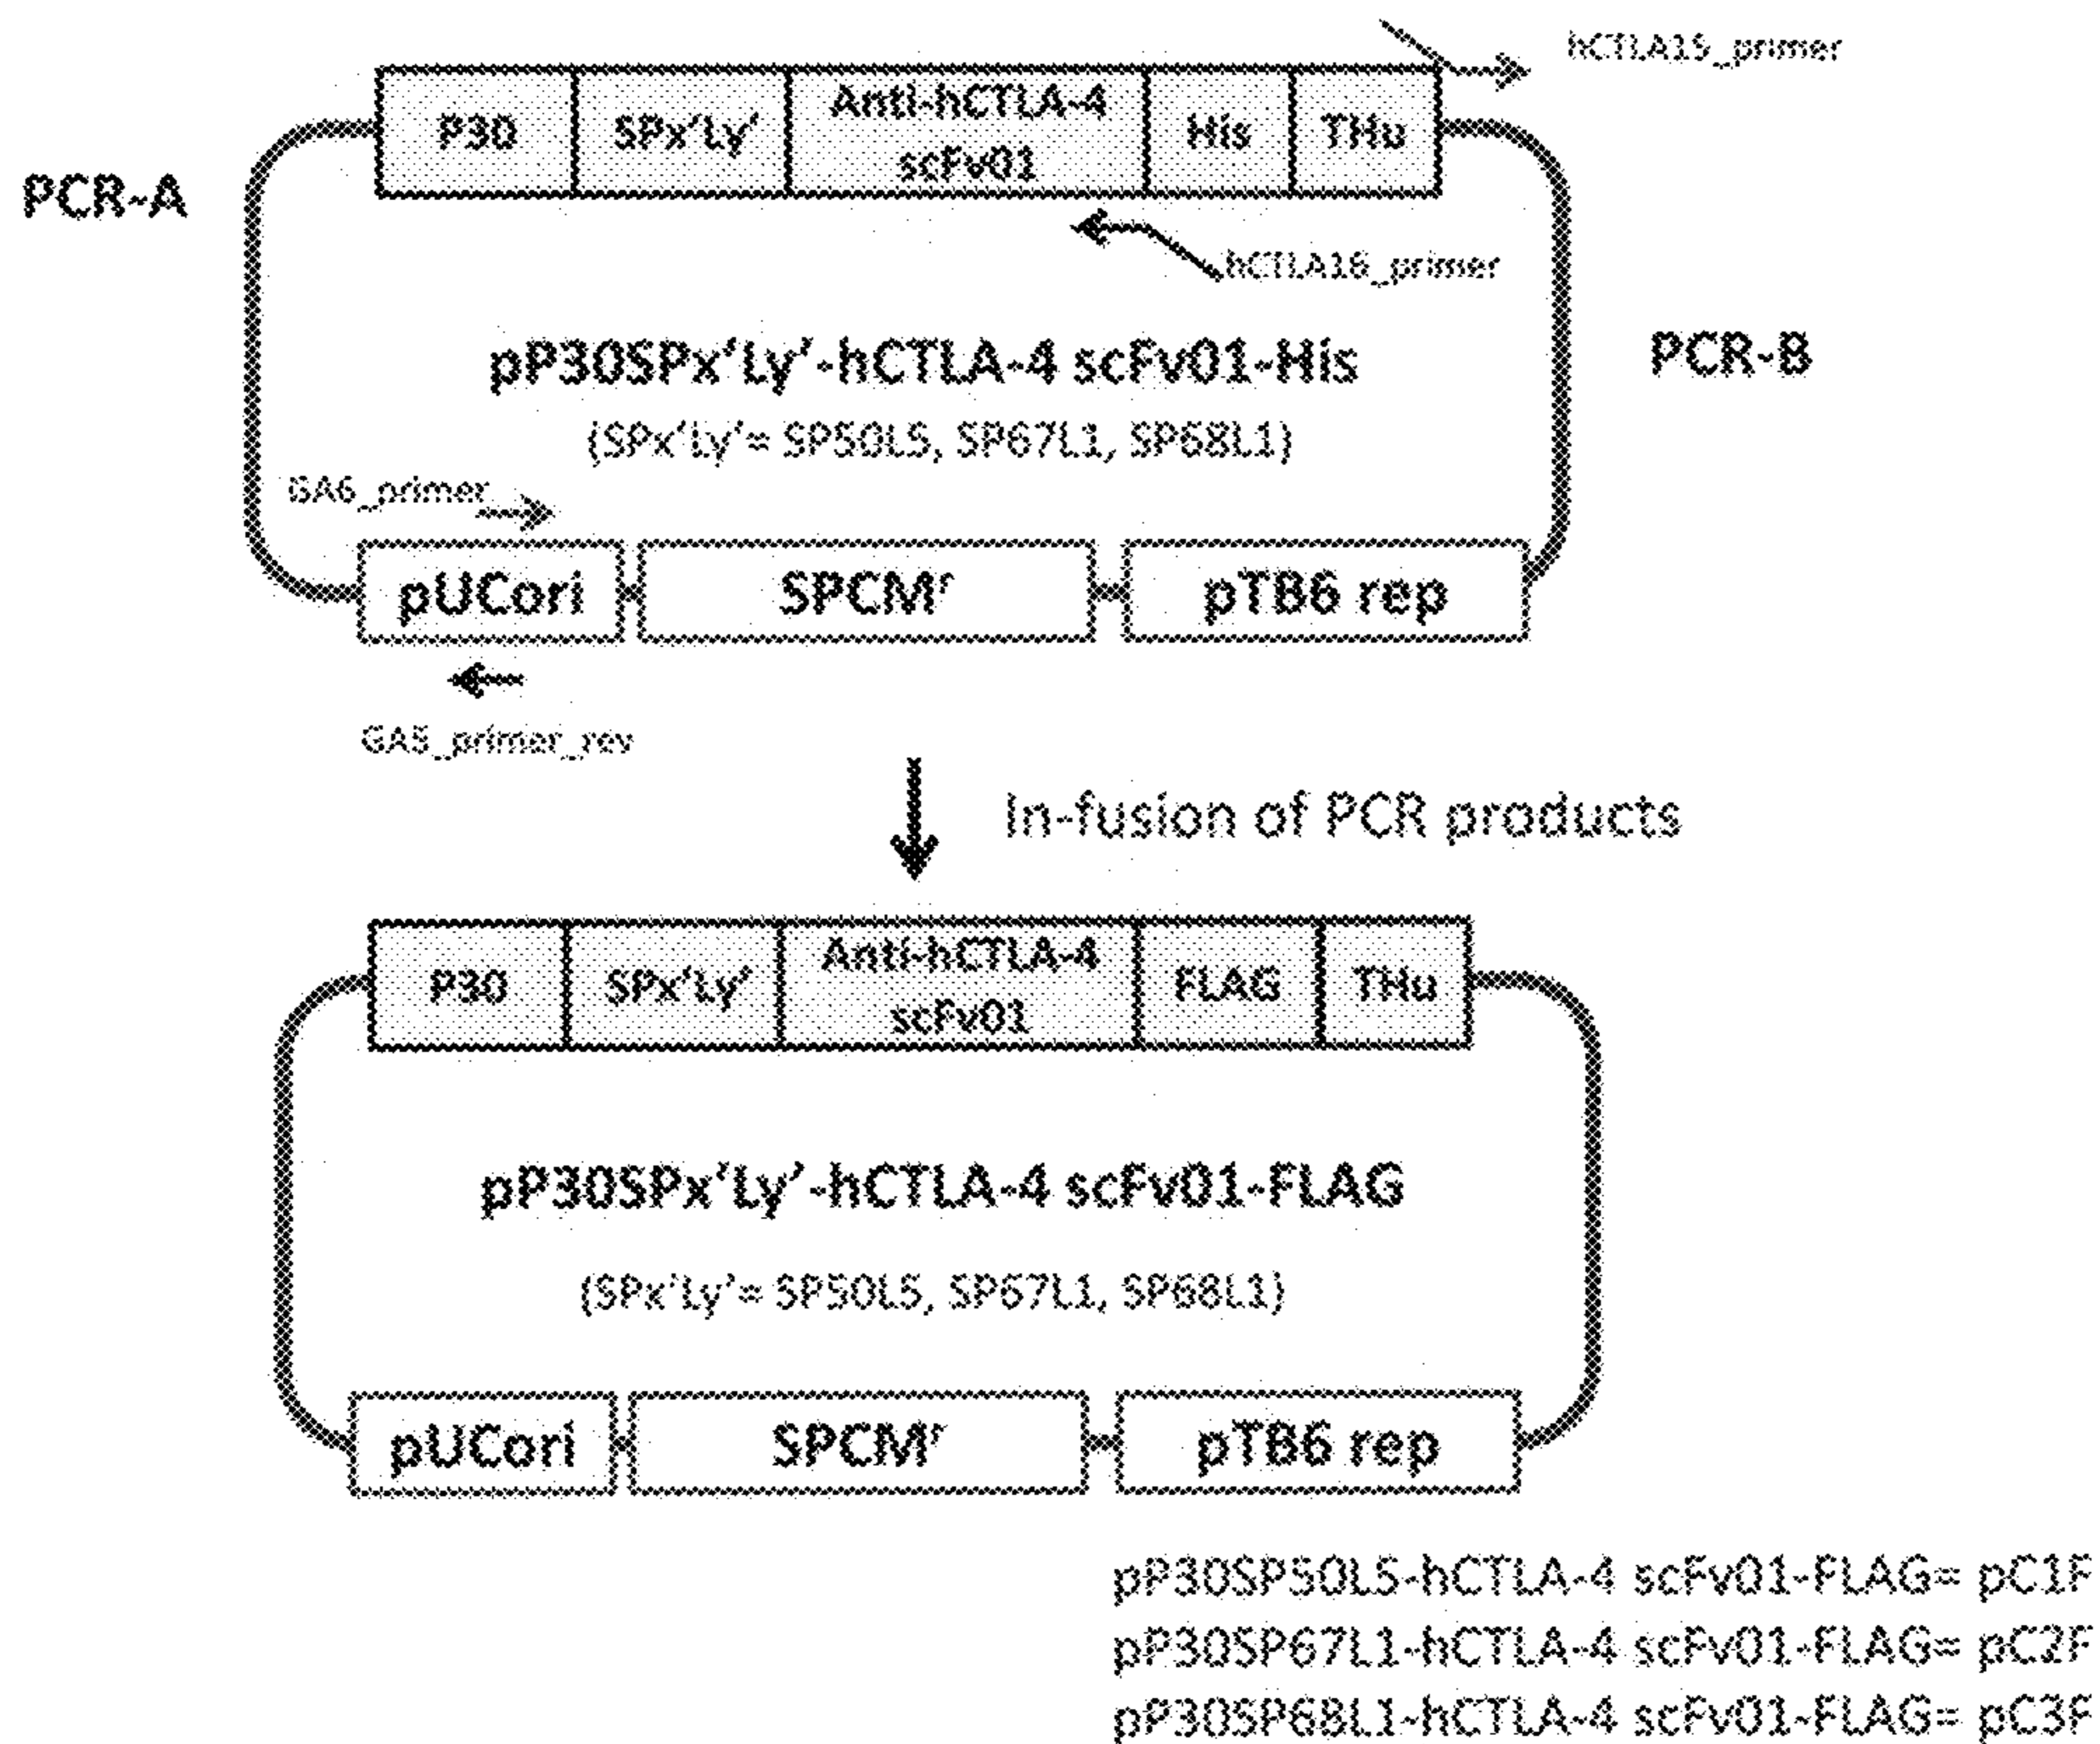 hCTLA15_primer
P30
SPx'Ly'
Anti-hCTLA-4
scFv01
His
THu
PCR-A
hCTLA16_primer
pP30SPx'Ly'-hCTLA-4 scFv01-His
PCR-B
(SPx'Ly'= SP50L5, SP67L1, SP68L1)
GA6_primer
pUCori
SPCMʳ
pTB6 rep
GA5_primer_rev
In-fusion of PCR products
P30
SPx'Ly'
Anti-hCTLA-4
scFv01
FLAG
THu
pP30SPx'Ly'-hCTLA-4 scFv01-FLAG
(SPx'Ly'= SP50L5, SP67L1, SP68L1)
pUCori
SPCMʳ
pTB6 rep
pP30SP50L5-hCTLA-4 scFv01-FLAG= pC1F
pP30SP67L1-hCTLA-4 scFv01-FLAG= pC2F
pP30SP68L1-hCTLA-4 scFv01-FLAG= pC3F